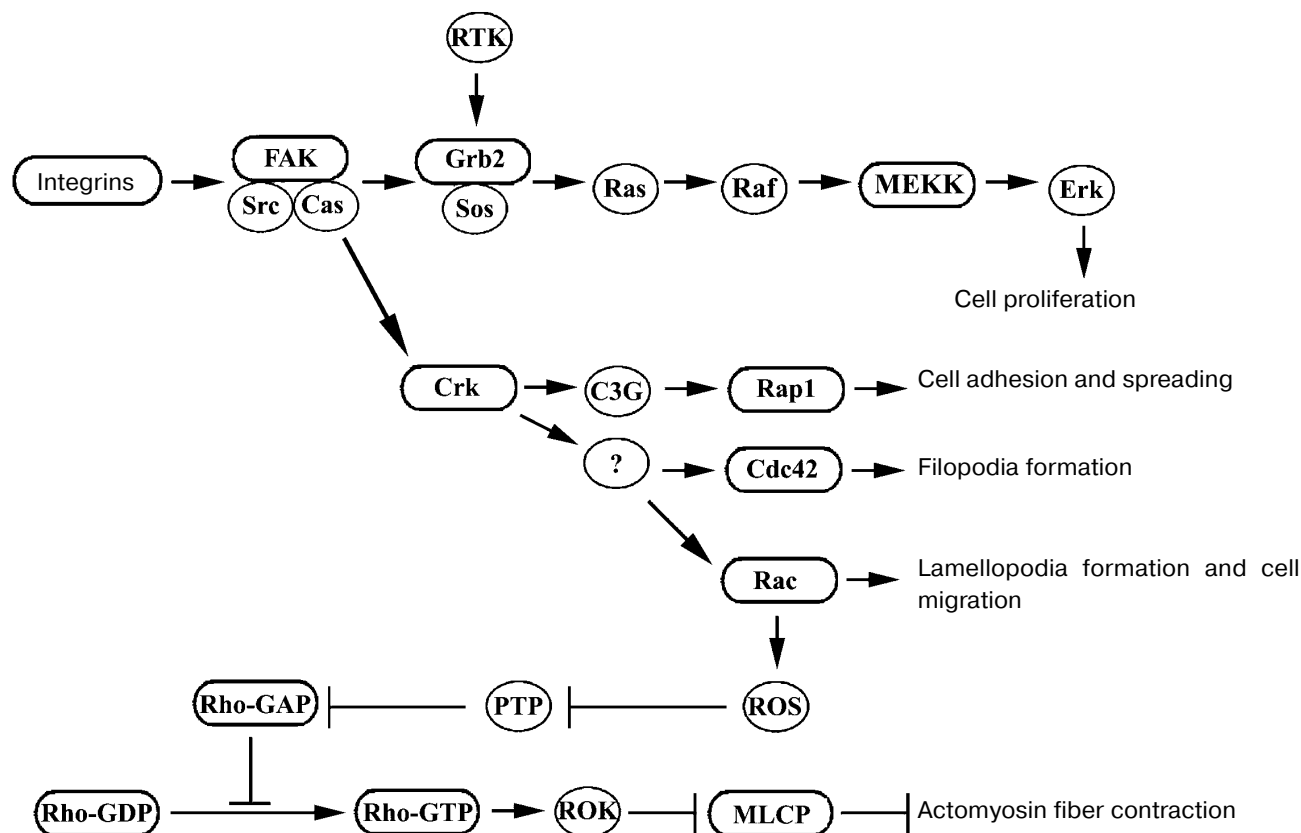 RTK
Integrins
FAK
Src
Cas
Grb2
Sos
Ras
Raf
MEKK
Erk
Cell proliferation
Crk
C3G
Rap1
Cell adhesion and spreading
?
Cdc42
Filopodia formation
Rac
Lamellopodia formation and cell
migration
Rho-GAP
PTP
ROS
Rho-GDP
Rho-GTP
ROK
MLCP
Actomyosin fiber contraction